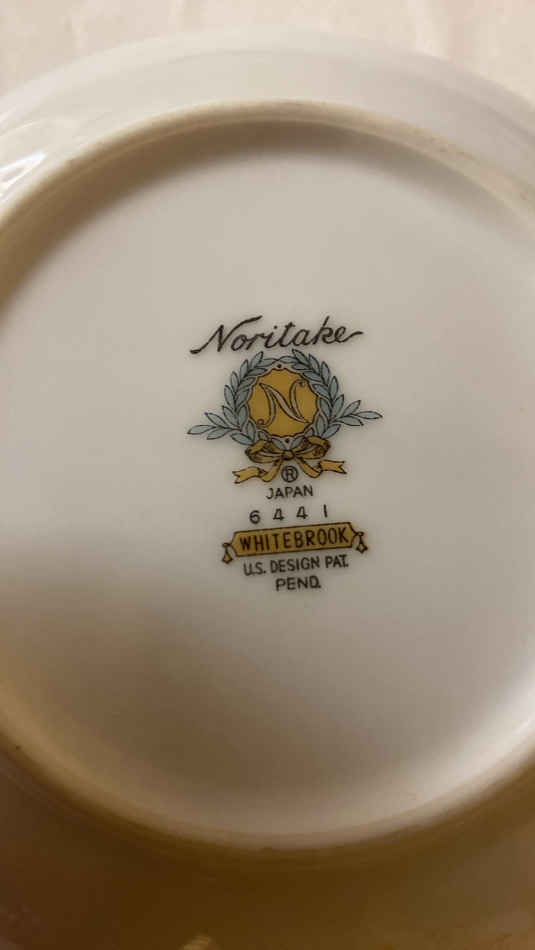 Noritake
N
®
JAPAN
6441
WHITEBROOK
U.S. DESIGN PAT.
PEND.